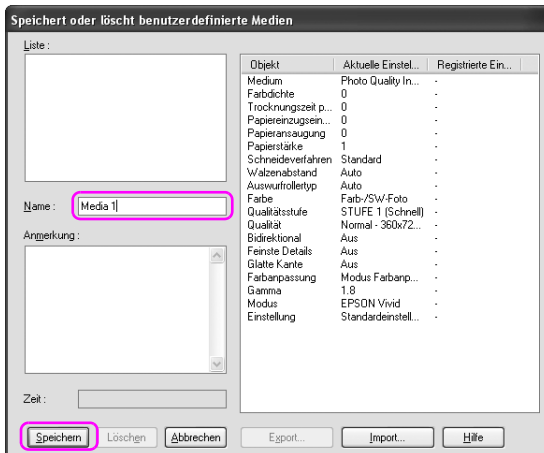 Speichert oder löscht benutzerdefinierte Medien
Liste :
Name : Media 1
Anmerkung :
Zeit :
Objekt Aktuelle Einstel... Registrierte Ein...
Medium Photo Quality In... -
Farbdichte 0 -
Trocknungszeit p... 0 -
Papiereinzugsein... 0 -
Papieransaugung 0 -
Papierstärke 1 -
Schneideverfahren Standard -
Walzenabstand Auto -
Auswurfrollertyp Auto -
Farbe Farb-/SW-Foto -
Qualitätsstufe STUFE 1 (Schnell) -
Qualität Normal - 360x72... -
Bidirektional Aus -
Feinste Details Aus -
Glatte Kante Aus -
Farbanpassung Modus Farbanp... -
Gamma 1.8 -
Modus EPSON Vivid -
Einstellung Standardeinstell... -
Speichern Löschen Abbrechen Export... Import... Hilfe